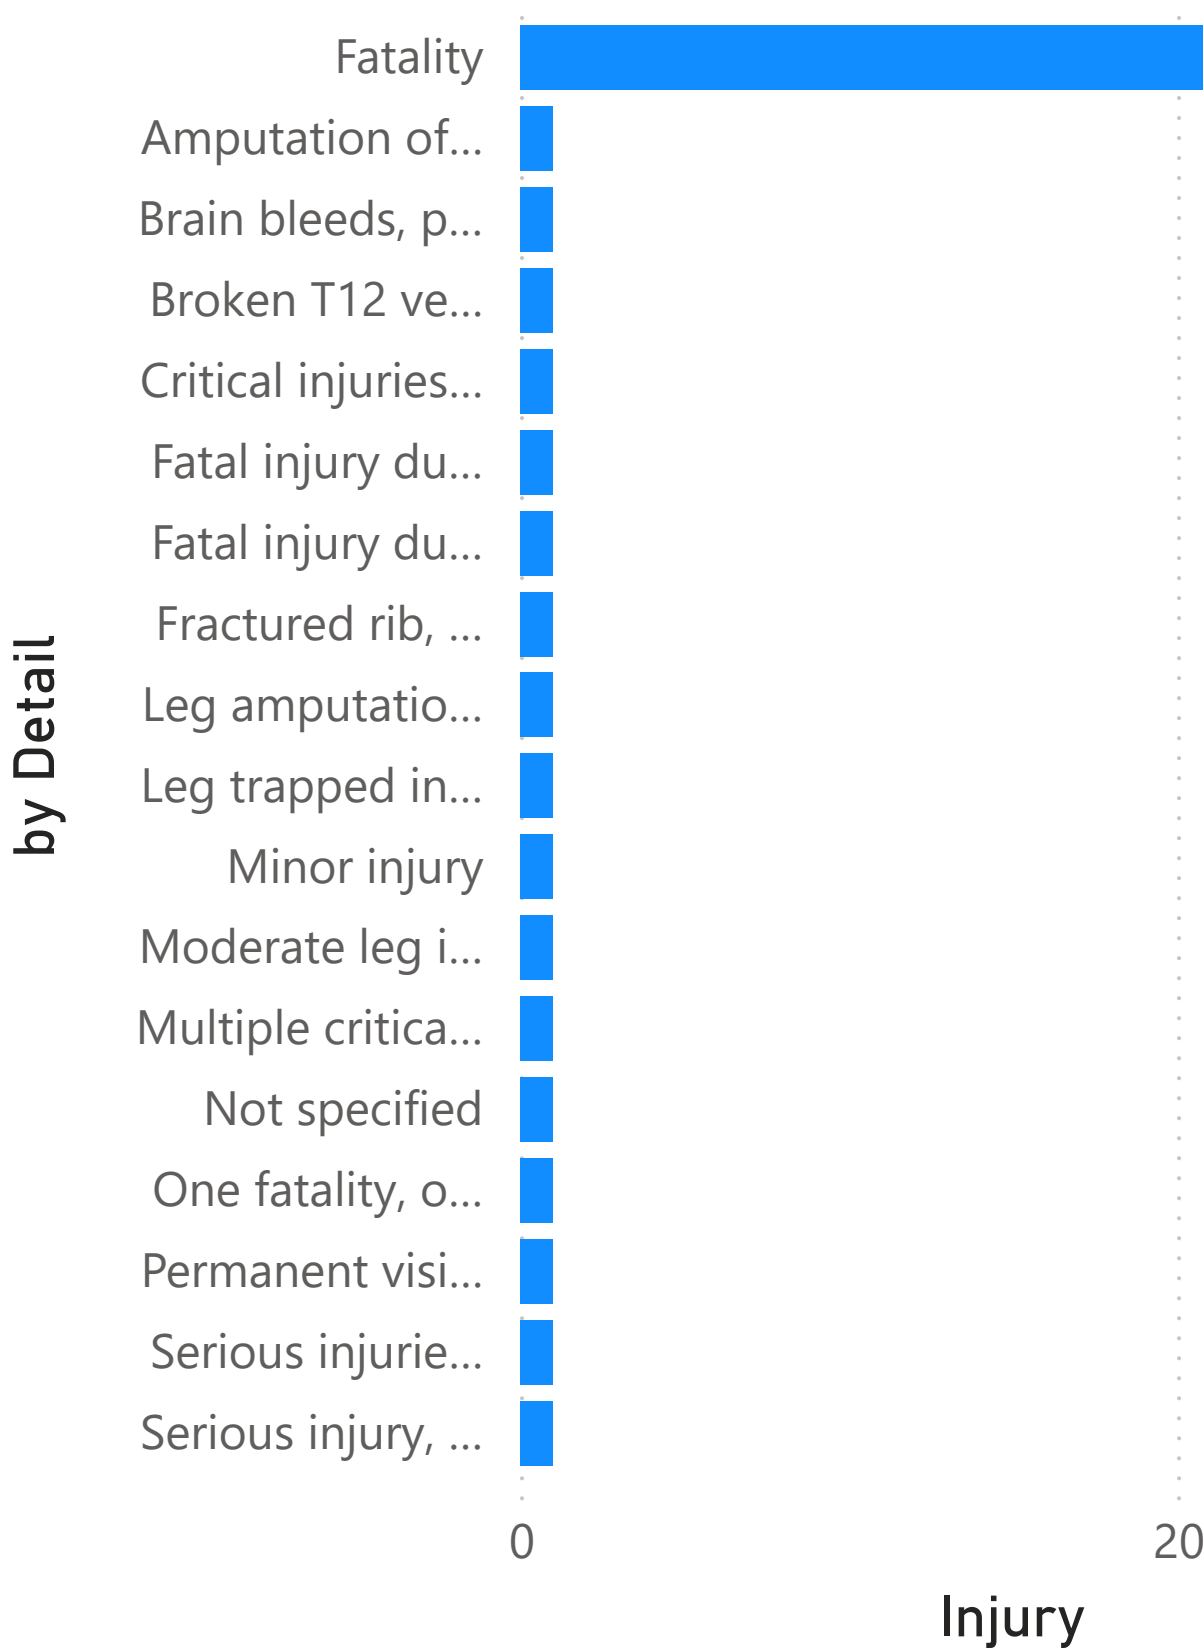 Fatality
Amputation of...
Brain bleeds, p...
Broken T12 ve...
Critical injuries...
Fatal injury du...
Fatal injury du...
Fractured rib, ...
Leg amputatio...
Leg trapped in...
Minor injury
Moderate leg i...
Multiple critica...
Not specified
One fatality, o...
Permanent visi...
Serious injurie...
Serious injury, ...
by Detail
0 20
Injury